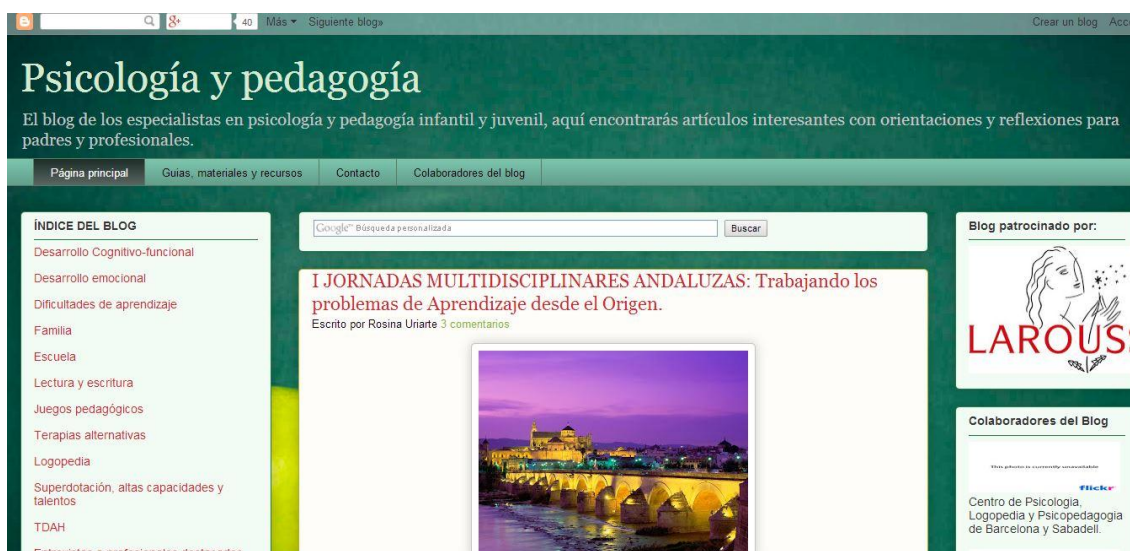 40 Más Siguiente blog» Crear un blog
Psicología y pedagogía
El blog de los especialistas en psicología y pedagogía infantil y juvenil, aquí encontrarás artículos interesantes con orientaciones y reflexiones para
padres y profesionales.
Página principal Guias, materiales y recursos Contacto Colaboradores del blog
ÍNDICE DEL BLOG
Desarrollo Cognitivo-funcional
Desarrollo emocional
Dificultades de aprendizaje
Familia
Escuela
Lectura y escritura
Juegos pedagógicos
Terapias alternativas
Logopedia
Superdotación, altas capacidades y
talentos
TDAH
Google™ Búsqueda personalizada Buscar
I JORNADAS MULTIDISCIPLINARES ANDALUZAS: Trabajando los
problemas de Aprendizaje desde el Origen.
Escrito por Rosina Uriarte 3 comentarios
Blog patrocinado por:
LAROUS
Colaboradores del Blog
This photo is currently unavailable
flickr
Centro de Psicologia,
Logopedia y Psicopedagogia
de Barcelona y Sabadell.